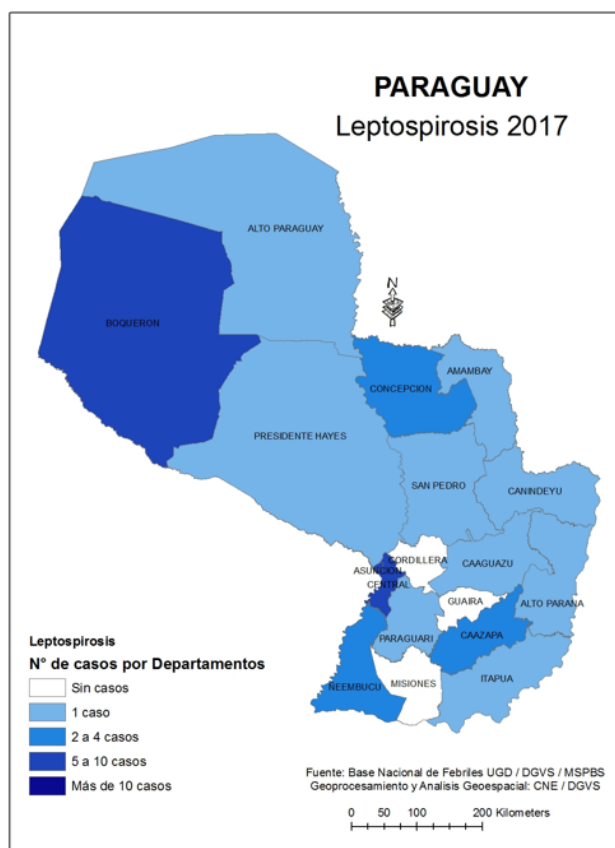 PARAGUAY
Leptospirosis 2017
ALTO PARAGUAY
N
BOQUERON
AMAMBAY
CONCEPCION
PRESIDENTE HAYES
SAN PEDRO
CANINDEYU
CORDILLERA
ASUNCION
CAAGUAZU
CENTRAL
GUAIRA
ALTO PARANA
PARAGUARI
CAAZAPA
ITAPUA
MISIONES
ÑEEMBUCU
Leptospirosis
N° de casos por Departamentos
Sin casos
1 caso
2 a 4 casos
5 a 10 casos
Más de 10 casos
Fuente: Base Nacional de Febriles UGD / DGVS / MSPBS
Geoprocesamiento y Analisis Geoespacial: CNE / DGVS
0 50 100 200 Kilometers